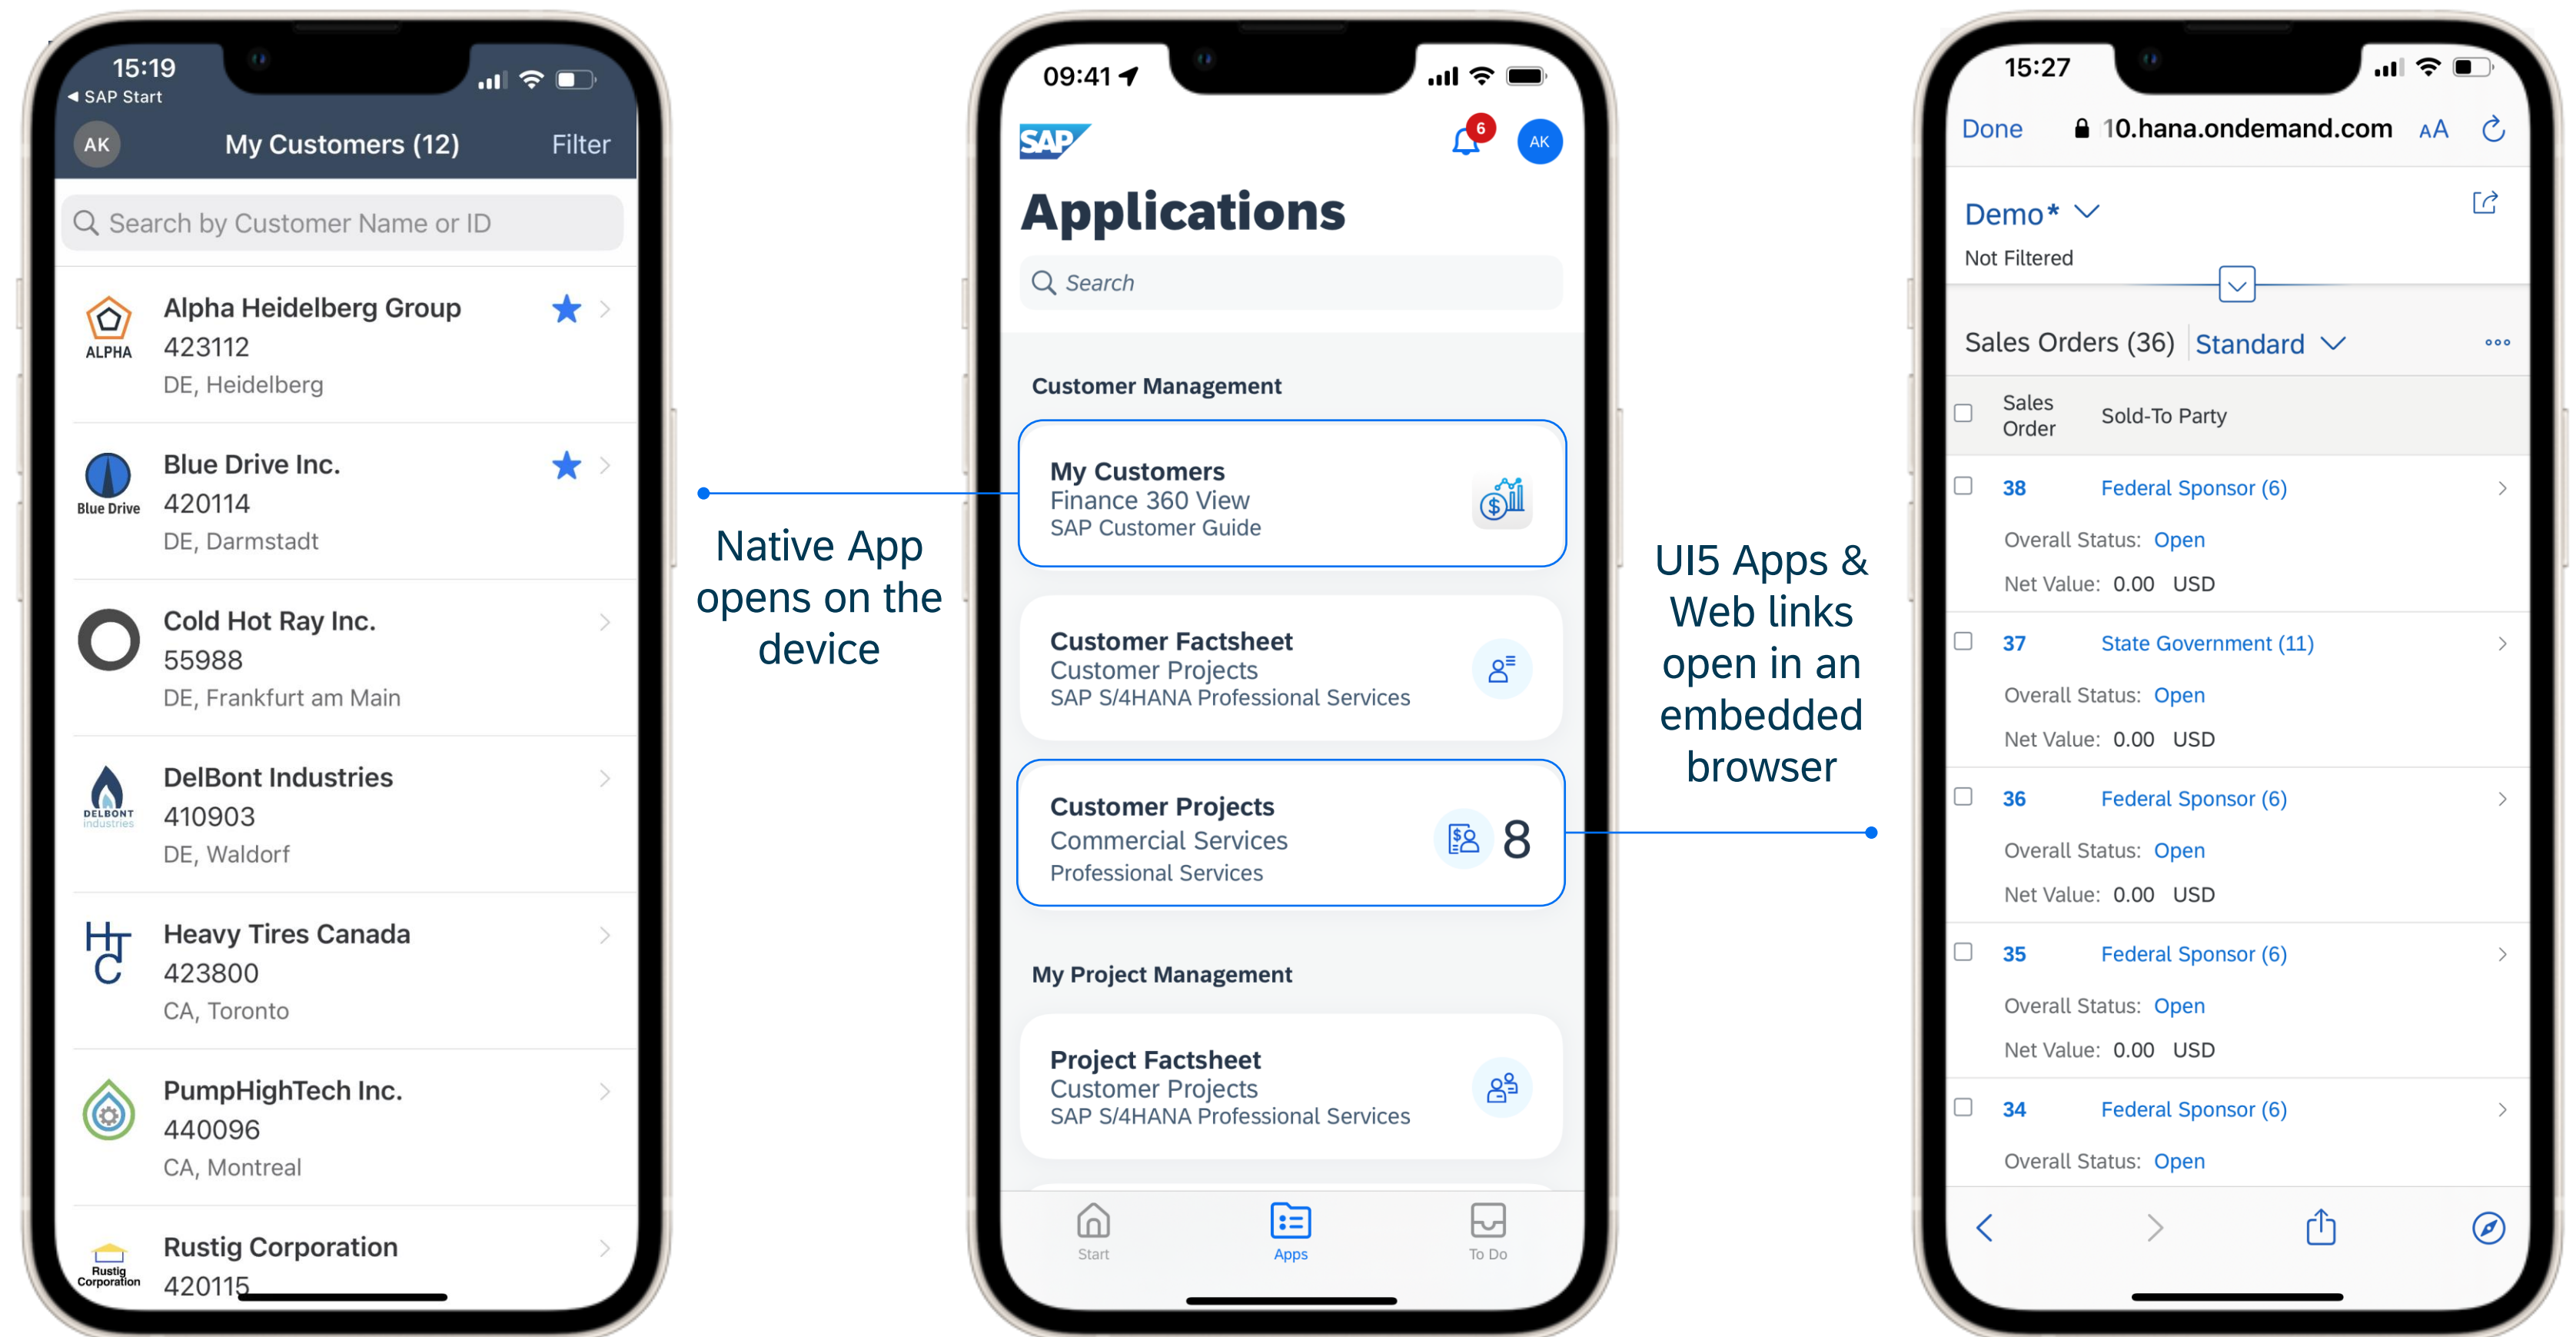 15:19
◀ SAP Start
AK
My Customers (12)
Filter
Search by Customer Name or ID
ALPHA
Alpha Heidelberg Group
423112
DE, Heidelberg
Blue Drive
Blue Drive Inc.
420114
DE, Darmstadt
Cold Hot Ray Inc.
55988
DE, Frankfurt am Main
DELBONT
industries
DelBont Industries
410903
DE, Waldorf
HTC
Heavy Tires Canada
423800
CA, Toronto
PumpHighTech Inc.
440096
CA, Montreal
Rustig
Corporation
Rustig Corporation
420115
Native App
opens on the
device
09:41
SAP
6
AK
Applications
Search
Customer Management
My Customers
Finance 360 View
SAP Customer Guide
Customer Factsheet
Customer Projects
SAP S/4HANA Professional Services
Customer Projects
Commercial Services
Professional Services
8
My Project Management
Project Factsheet
Customer Projects
SAP S/4HANA Professional Services
Start
Apps
To Do
UI5 Apps &
Web links
open in an
embedded
browser
15:27
Done
10.hana.ondemand.com
AA
Demo*
Not Filtered
Sales Orders (36)
Standard
Sales
Order
Sold-To Party
38 Federal Sponsor (6)
Overall Status: Open
Net Value: 0.00 USD
37 State Government (11)
Overall Status: Open
Net Value: 0.00 USD
36 Federal Sponsor (6)
Overall Status: Open
Net Value: 0.00 USD
35 Federal Sponsor (6)
Overall Status: Open
Net Value: 0.00 USD
34 Federal Sponsor (6)
Overall Status: Open